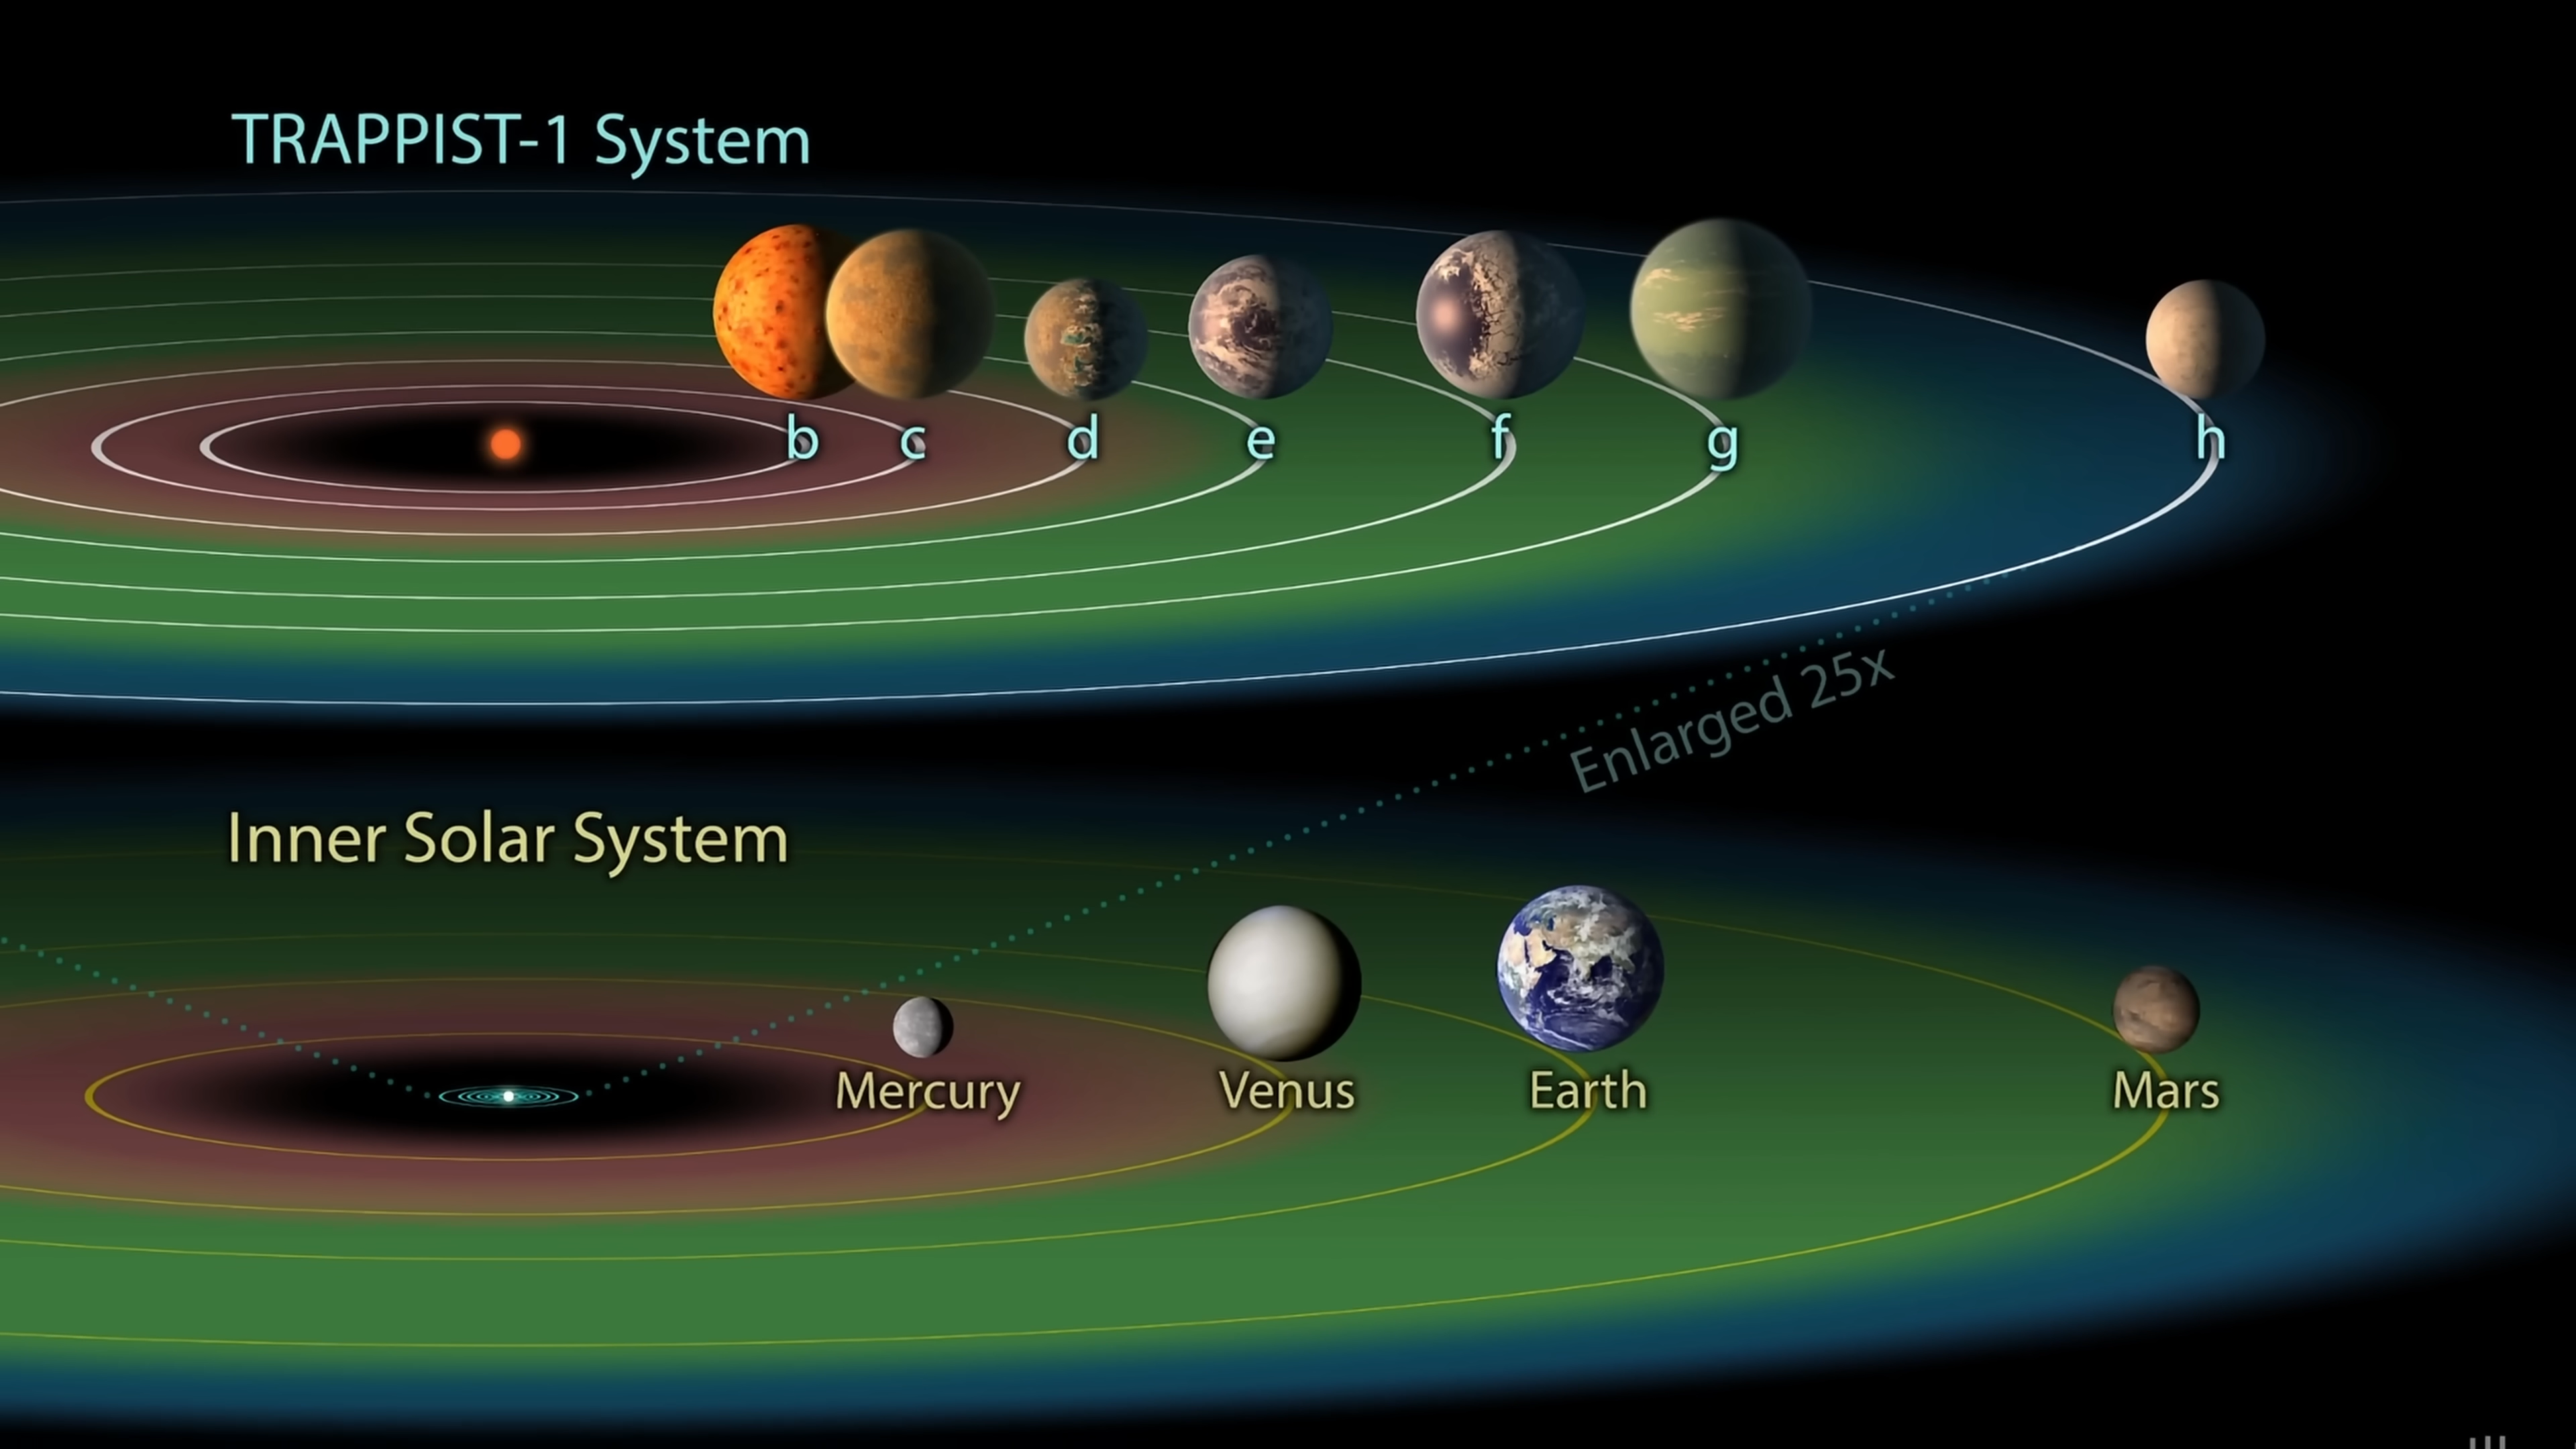 TRAPPIST-1 System
b c d e f g h
Enlarged 25x
Inner Solar System
Mercury Venus Earth Mars